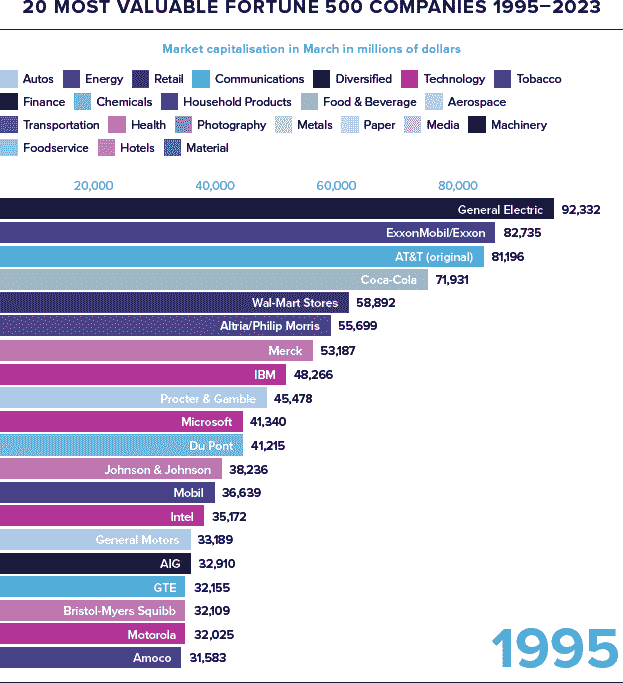 20 MOST VALUABLE FORTUNE 500 COMPANIES 1995–2023
Market capitalisation in March in millions of dollars
Autos Energy Retail Communications Diversified Technology Tobacco
Finance Chemicals Household Products Food & Beverage Aerospace
Transportation Health Photography Metals Paper Media Machinery
Foodservice Hotels Material
20,000 40,000 60,000 80,000
General Electric 92,332
ExxonMobil/Exxon 82,735
AT&T (original) 81,196
Coca-Cola 71,931
Wal-Mart Stores 58,892
Altria/Philip Morris 55,699
Merck 53,187
IBM 48,266
Procter & Gamble 45,478
Microsoft 41,340
Du Pont 41,215
Johnson & Johnson 38,236
Mobil 36,639
Intel 35,172
General Motors 33,189
AIG 32,910
GTE 32,155
Bristol-Myers Squibb 32,109
Motorola 32,025
Amoco 31,583
1995